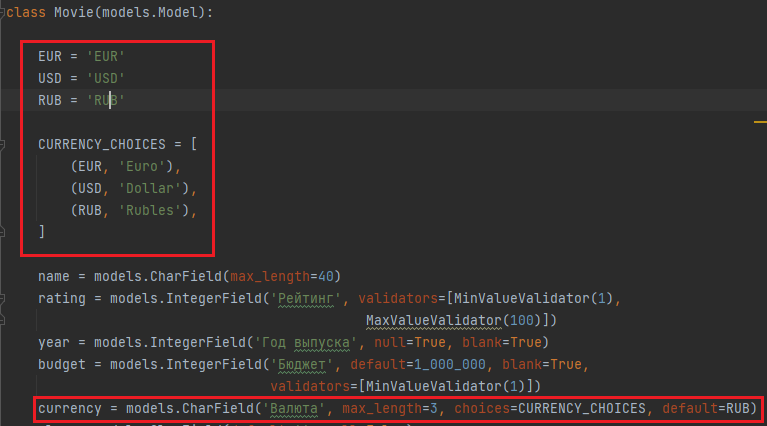 class Movie(models.Model):
EUR = 'EUR'
USD = 'USD'
RUB = 'RUB'
CURRENCY_CHOICES = [
(EUR, 'Euro'),
(USD, 'Dollar'),
(RUB, 'Rubles'),
]
name = models.CharField(max_length=40)
rating = models.IntegerField('Рейтинг', validators=[MinValueValidator(1),
MaxValueValidator(100)])
year = models.IntegerField('Год выпуска', null=True, blank=True)
budget = models.IntegerField('Бюджет', default=1_000_000, blank=True,
validators=[MinValueValidator(1)])
currency = models.CharField('Валюта', max_length=3, choices=CURRENCY_CHOICES, default=RUB)